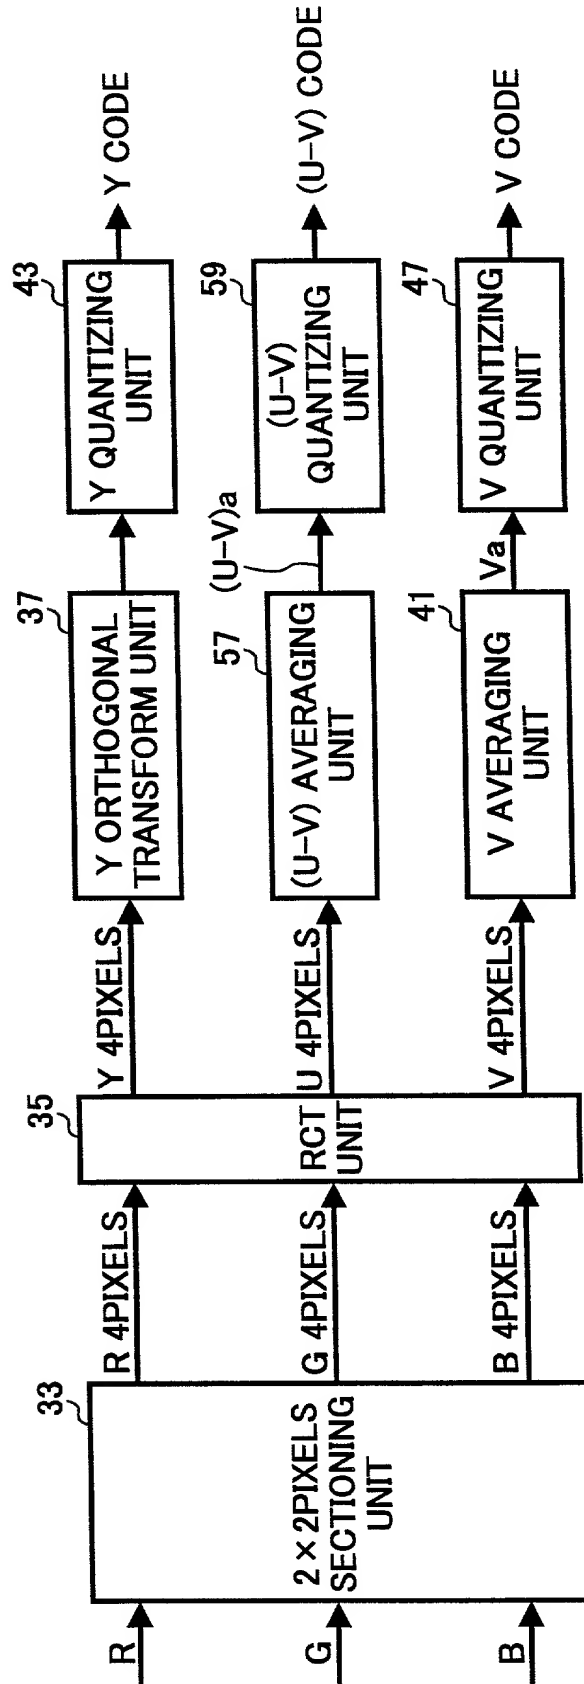 R
G
B
33
2×2PIXELS
SECTIONING
UNIT
R 4PIXELS
G 4PIXELS
B 4PIXELS
35
RCT
UNIT
Y 4PIXELS
U 4PIXELS
V 4PIXELS
37
Y ORTHOGONAL
TRANSFORM UNIT
57
(U−V) AVERAGING
UNIT
41
V AVERAGING
UNIT
(U−V)a
Va
43
Y QUANTIZING
UNIT
59
(U−V)
QUANTIZING
UNIT
47
V QUANTIZING
UNIT
Y CODE
(U−V) CODE
V CODE